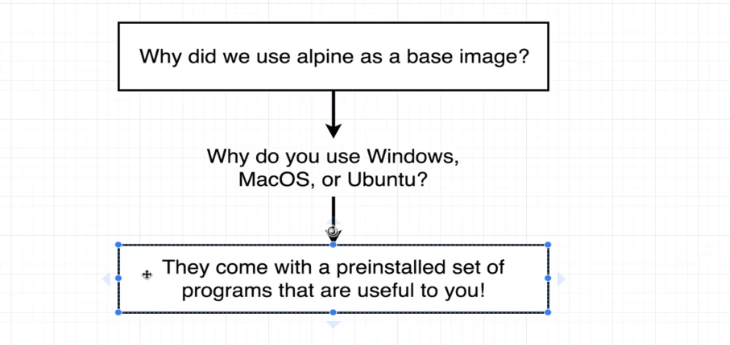 Why did we use alpine as a base image?
Why do you use Windows,
MacOS, or Ubuntu?
They come with a preinstalled set of
programs that are useful to you!